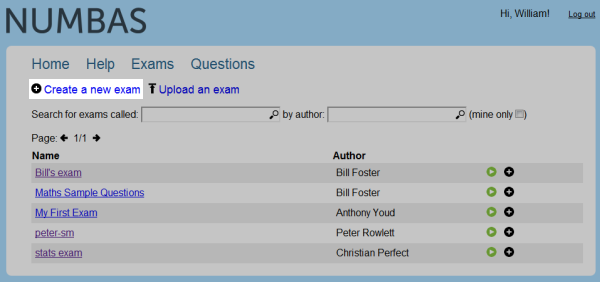 NUMBAS
Hi, William! Log out
Home Help Exams Questions
Create a new exam Upload an exam
Search for exams called: by author: (mine only )
Page: 1/1
Name Author
Bill's exam Bill Foster
Maths Sample Questions Bill Foster
My First Exam Anthony Youd
peter-sm Peter Rowlett
stats exam Christian Perfect